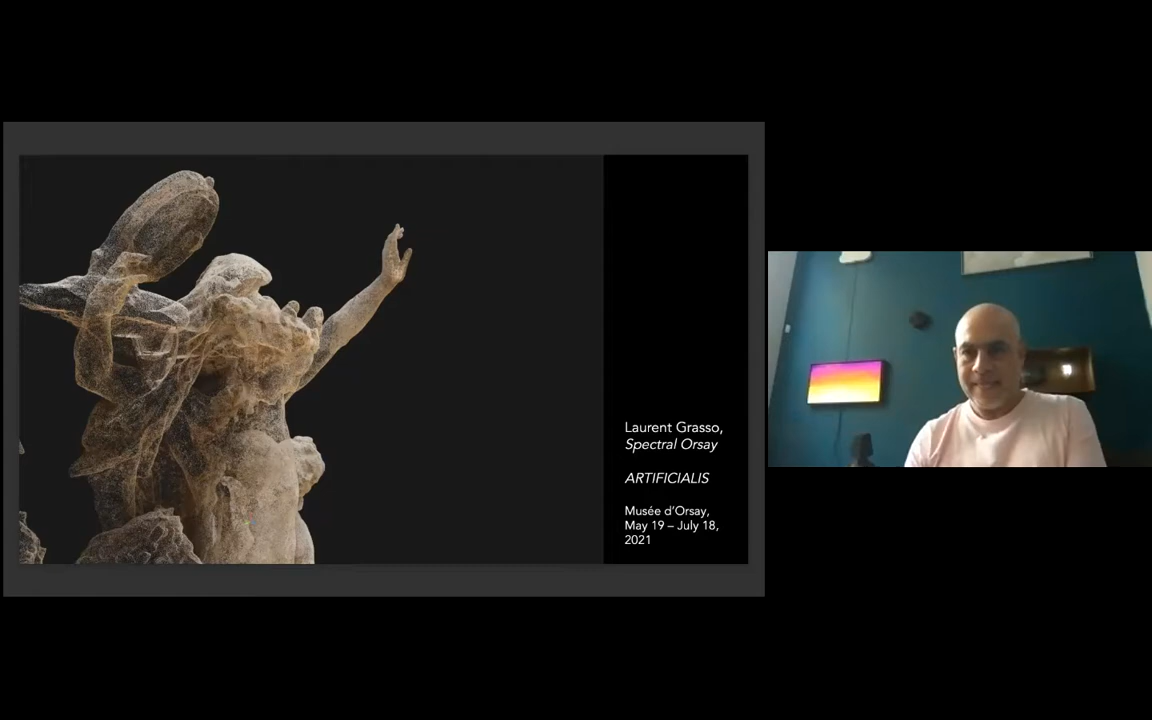 Laurent Grasso,
Spectral Orsay
ARTIFICIALIS
Musée d'Orsay,
May 19 – July 18,
2021